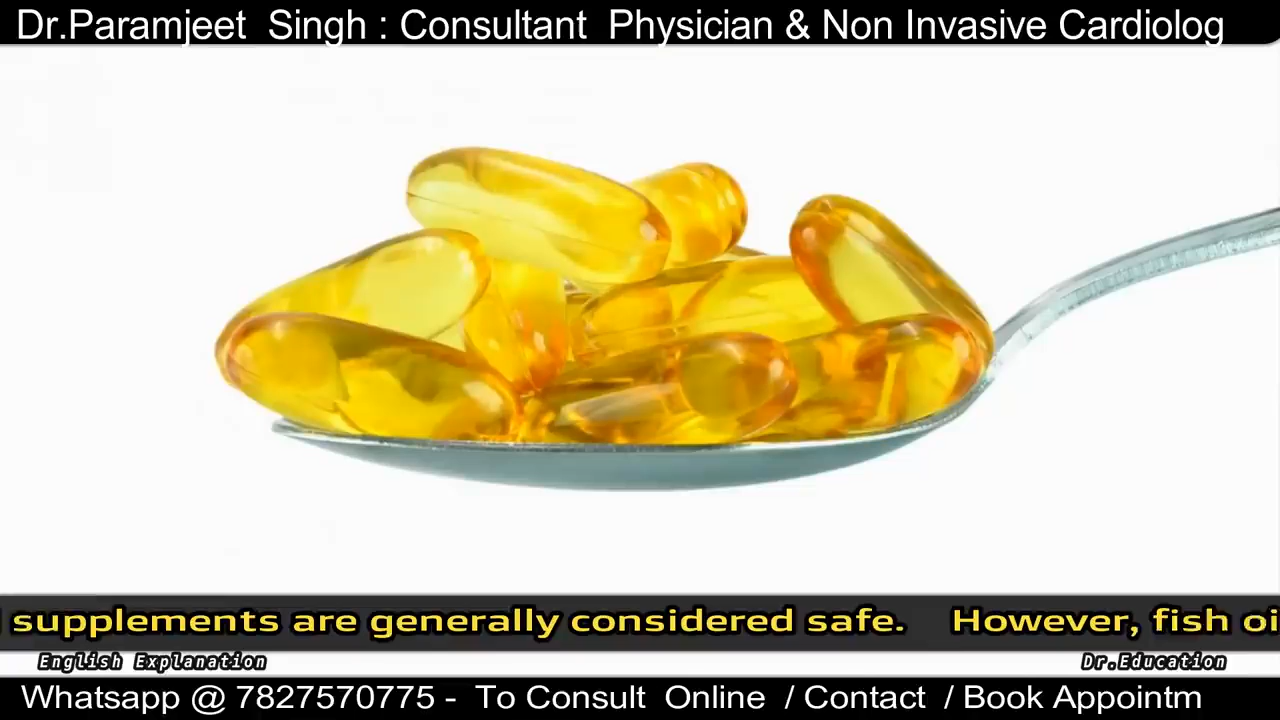 Dr.Paramjeet Singh : Consultant Physician & Non Invasive Cardiolog
supplements are generally considered safe. However, fish oi
English Explanation
Dr.Education
Whatsapp @ 7827570775 - To Consult Online / Contact / Book Appointm